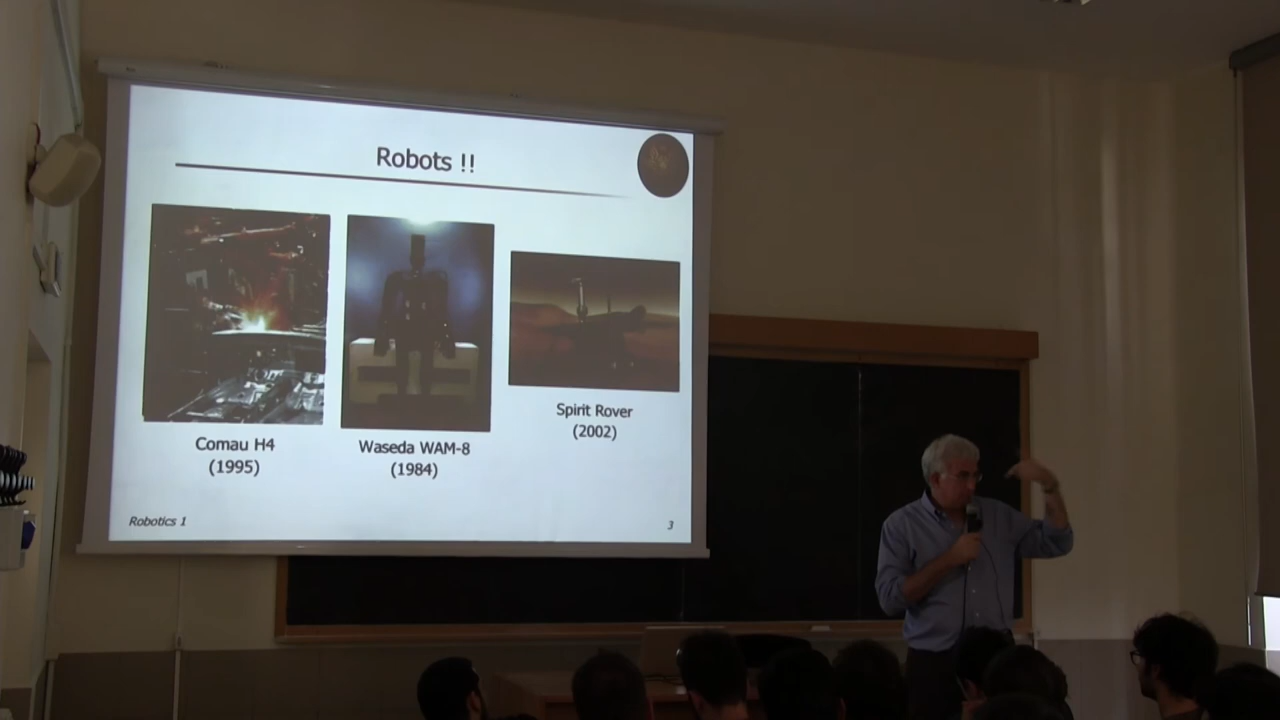 Robots !!
Comau H4
(1995)
Waseda WAM-8
(1984)
Spirit Rover
(2002)
Robotics 1
3